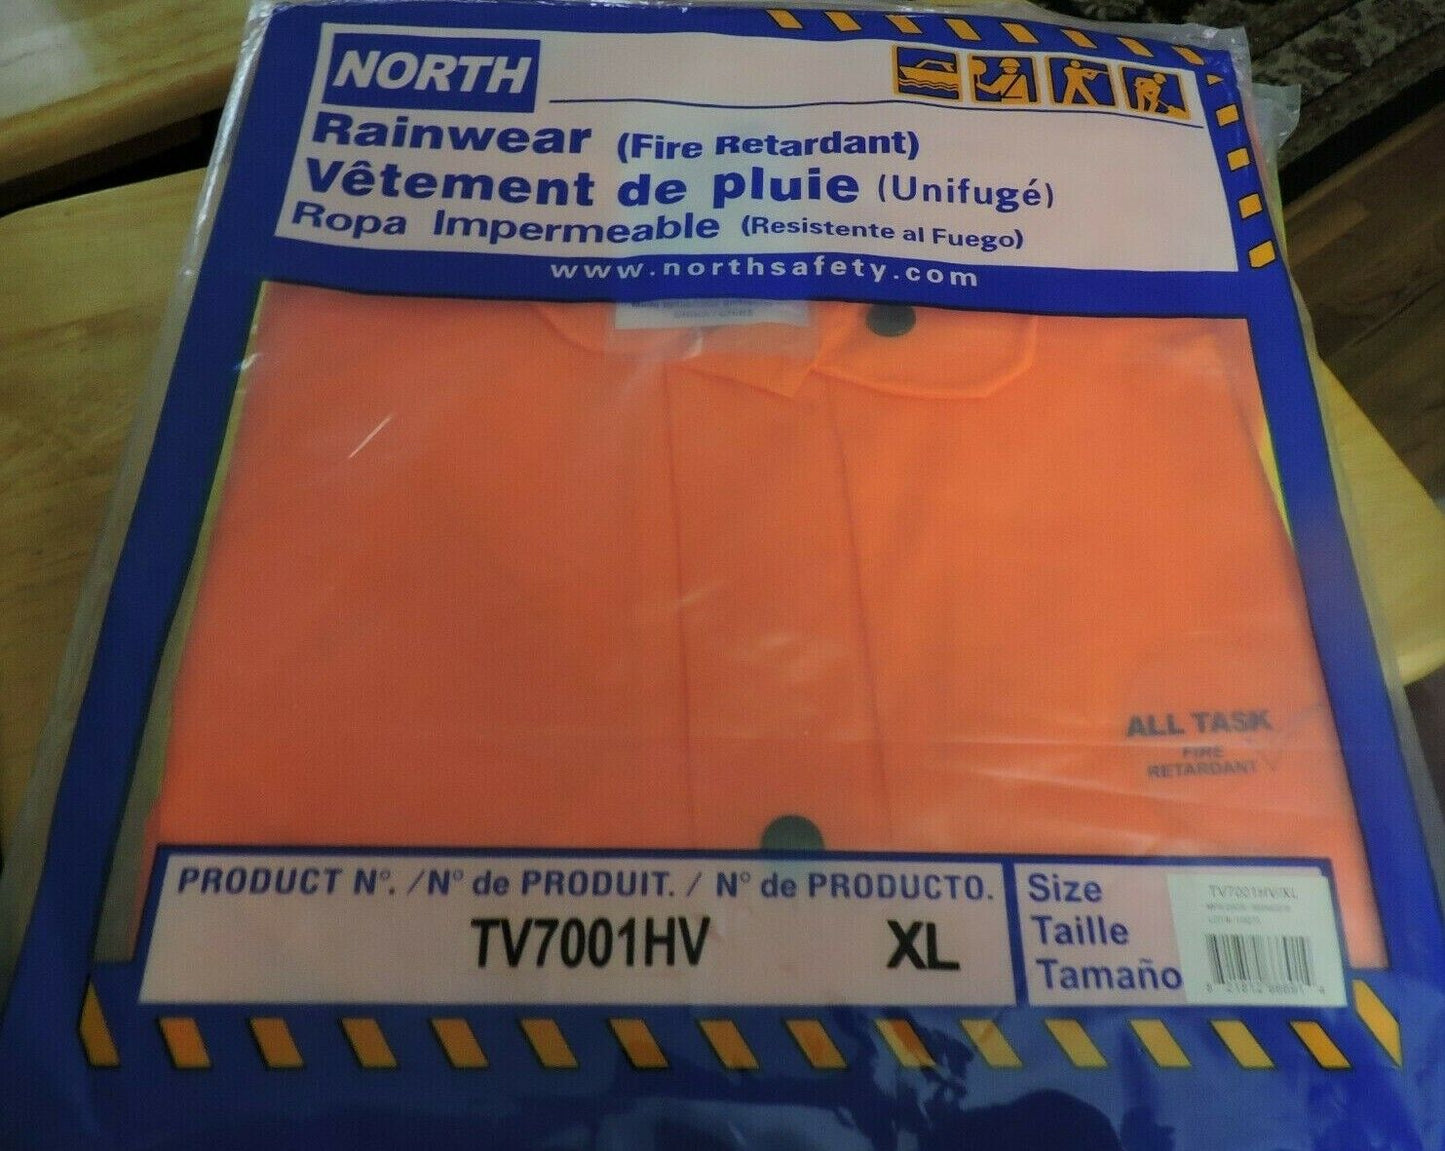 NORTH
Rainwear (Fire Retardant)
Vêtement de pluie (Unifugé)
Ropa Impermeable (Resistente al Fuego)
www.northsafety.com
ALL TASK
FIRE
RETARDANT
PRODUCT N°. / N° de PRODUIT. / N° de PRODUCTO.
TV7001HV XL
Size
Taille
Tamaño
TV7001HV/XL